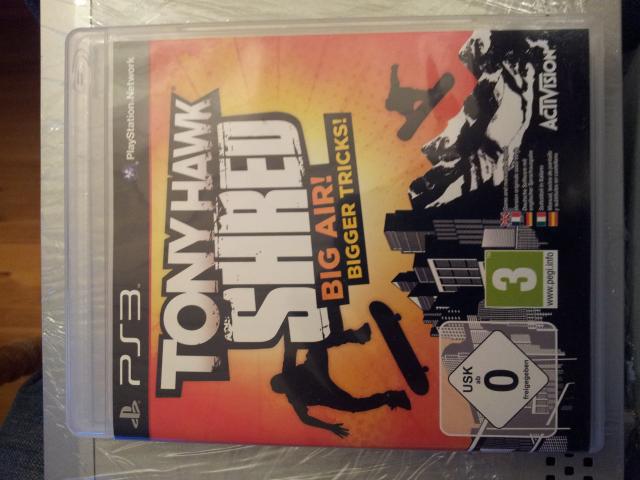 PS3
PlayStation Network
TONY HAWK
SHRED
BIG AIR!
BIGGER TRICKS!
3
www.pegi.info
USK
ab
0
freigegeben
ACTIVISION